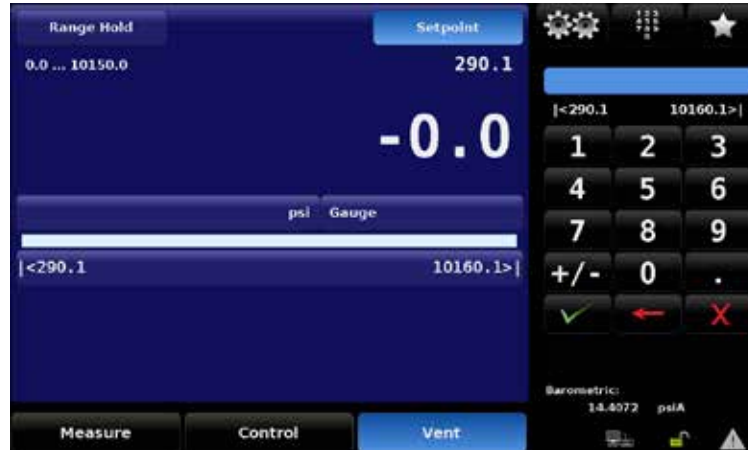 Range Hold
Setpoint
0.0 ... 10150.0
290.1
-0.0
psi Gauge
|<290.1
10160.1>|
Measure
Control
Vent
|<290.1
10160.1>|
1 2 3
4 5 6
7 8 9
+/- 0 .
Barometric:
14.4072 psiA